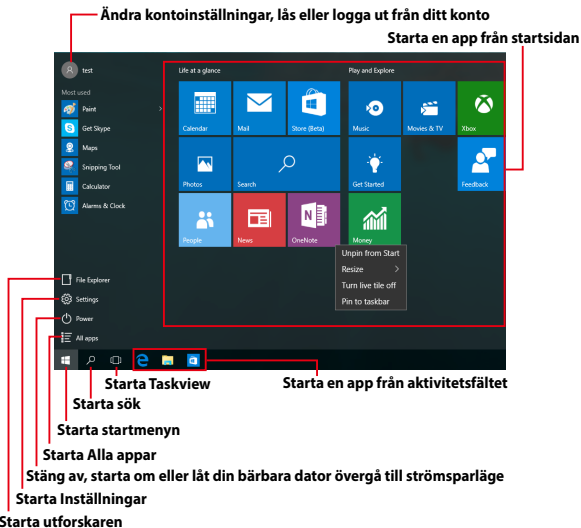 Ändra kontoinställningar, lås eller logga ut från ditt konto
Starta en app från startsidan
test
Life at a glance
Play and Explore
Most used
Paint
Get Skype
Maps
Snipping Tool
Calculator
Alarms & Clock
Calendar
Mail
Store (Beta)
Music
Movies & TV
Xbox
Photos
Search
Get Started
Feedback
People
News
OneNote
Money
Unpin from Start
Resize
Turn live tile off
Pin to taskbar
File Explorer
Settings
Power
All apps
Starta Taskview
Starta en app från aktivitetsfältet
Starta sök
Starta startmenyn
Starta Alla appar
Stäng av, starta om eller låt din bärbara dator övergå till strömsparläge
Starta Inställningar
Starta utforskaren